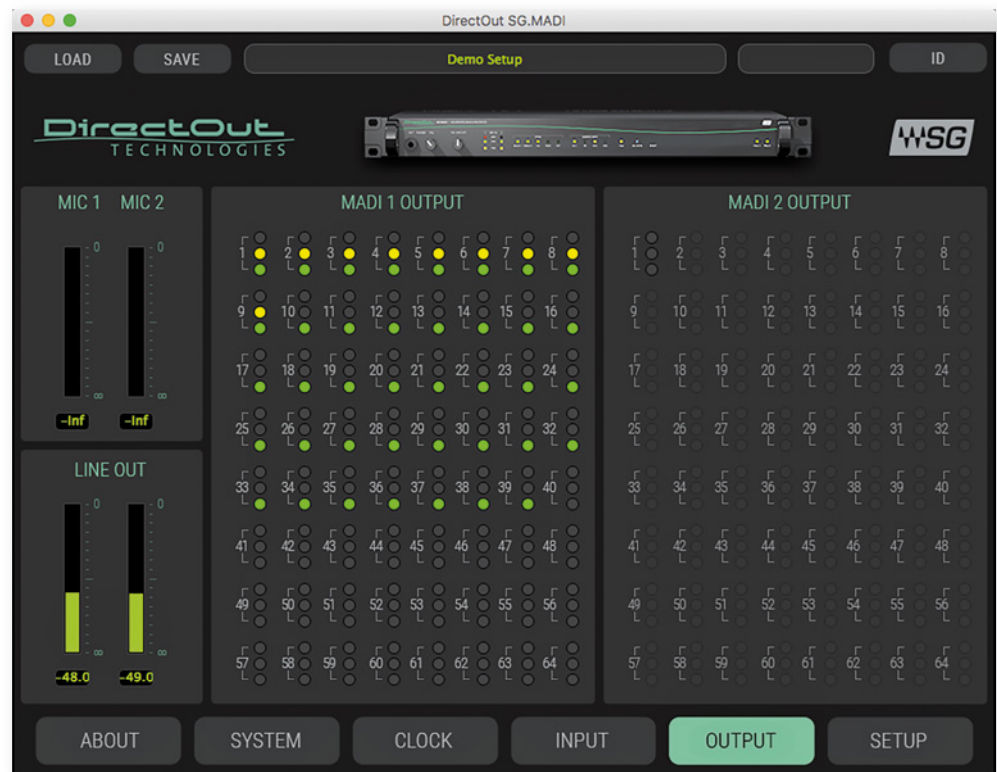 DirectOut SG.MADI
LOAD SAVE Demo Setup ID
DirectOut
TECHNOLOGIES
SG
MIC 1 MIC 2
0 0
∞ ∞
-Inf -Inf
LINE OUT
0 0
∞ ∞
-48.0 -49.0
MADI 1 OUTPUT
1 2 3 4 5 6 7 8
9 10 11 12 13 14 15 16
17 18 19 20 21 22 23 24
25 26 27 28 29 30 31 32
33 34 35 36 37 38 39 40
41 42 43 44 45 46 47 48
49 50 51 52 53 54 55 56
57 58 59 60 61 62 63 64
MADI 2 OUTPUT
1 2 3 4 5 6 7 8
9 10 11 12 13 14 15 16
17 18 19 20 21 22 23 24
25 26 27 28 29 30 31 32
33 34 35 36 37 38 39 40
41 42 43 44 45 46 47 48
49 50 51 52 53 54 55 56
57 58 59 60 61 62 63 64
ABOUT SYSTEM CLOCK INPUT OUTPUT SETUP